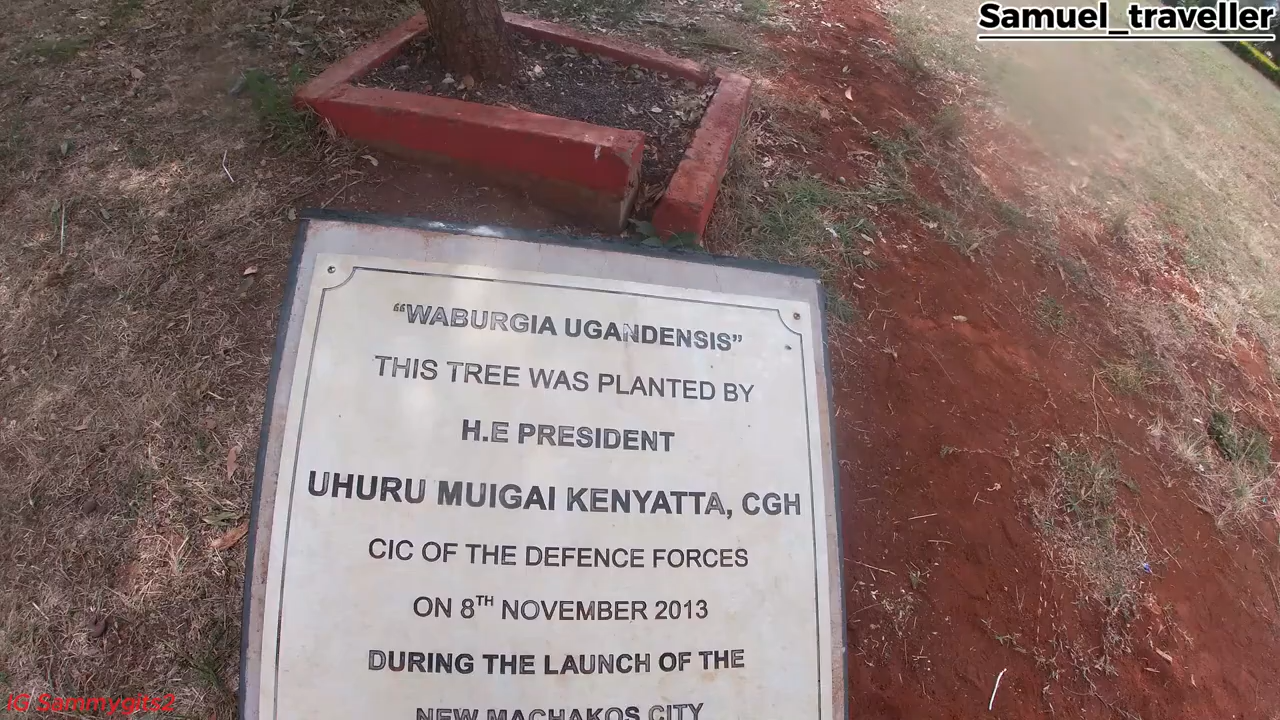 Samuel_traveller
“WABURGIA UGANDENSIS”
THIS TREE WAS PLANTED BY
H.E PRESIDENT
UHURU MUIGAI KENYATTA, CGH
CIC OF THE DEFENCE FORCES
ON 8TH NOVEMBER 2013
DURING THE LAUNCH OF THE
NEW MACHAKOS CITY
IG Sammygits2